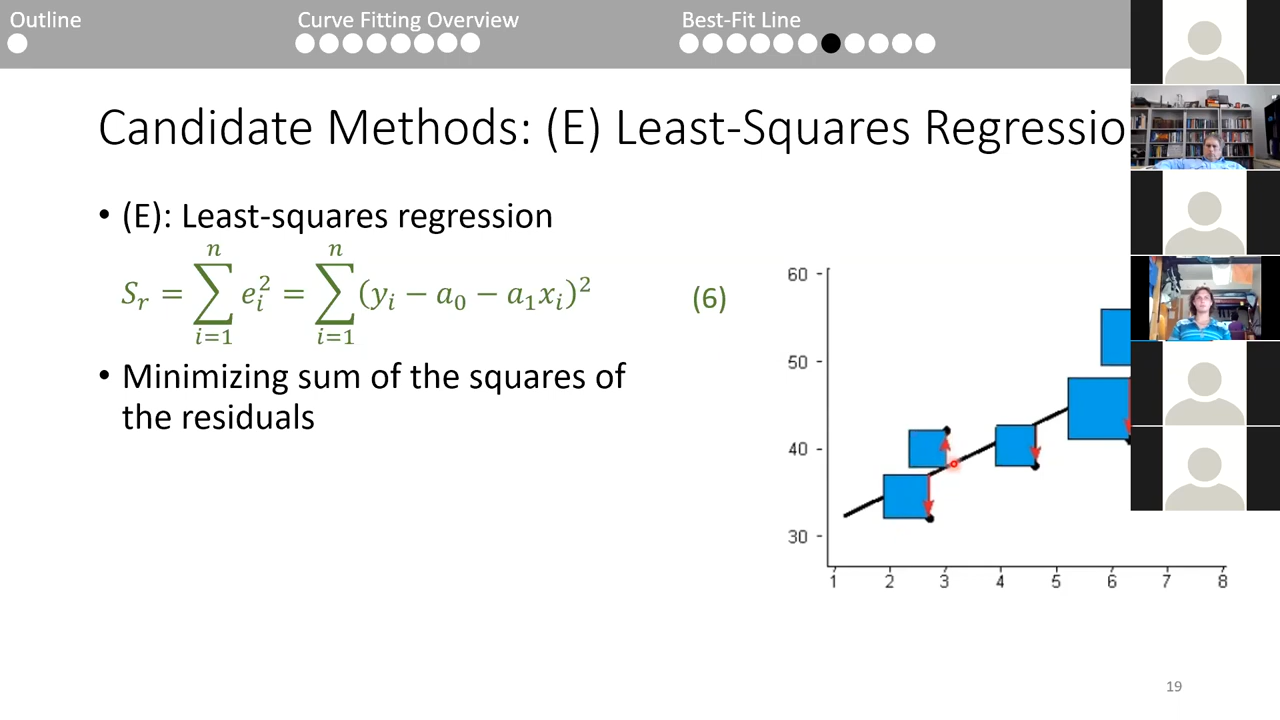 Outline
Curve Fitting Overview
Best-Fit Line
Candidate Methods: (E) Least-Squares Regressio
• (E): Least-squares regression
S_r = \sum_{i=1}^{n} e_i^2 = \sum_{i=1}^{n} (y_i − a_0 − a_1x_i)^2 (6)
• Minimizing sum of the squares of
the residuals
60
50
40
30
1 2 3 4 5 6 7 8
19